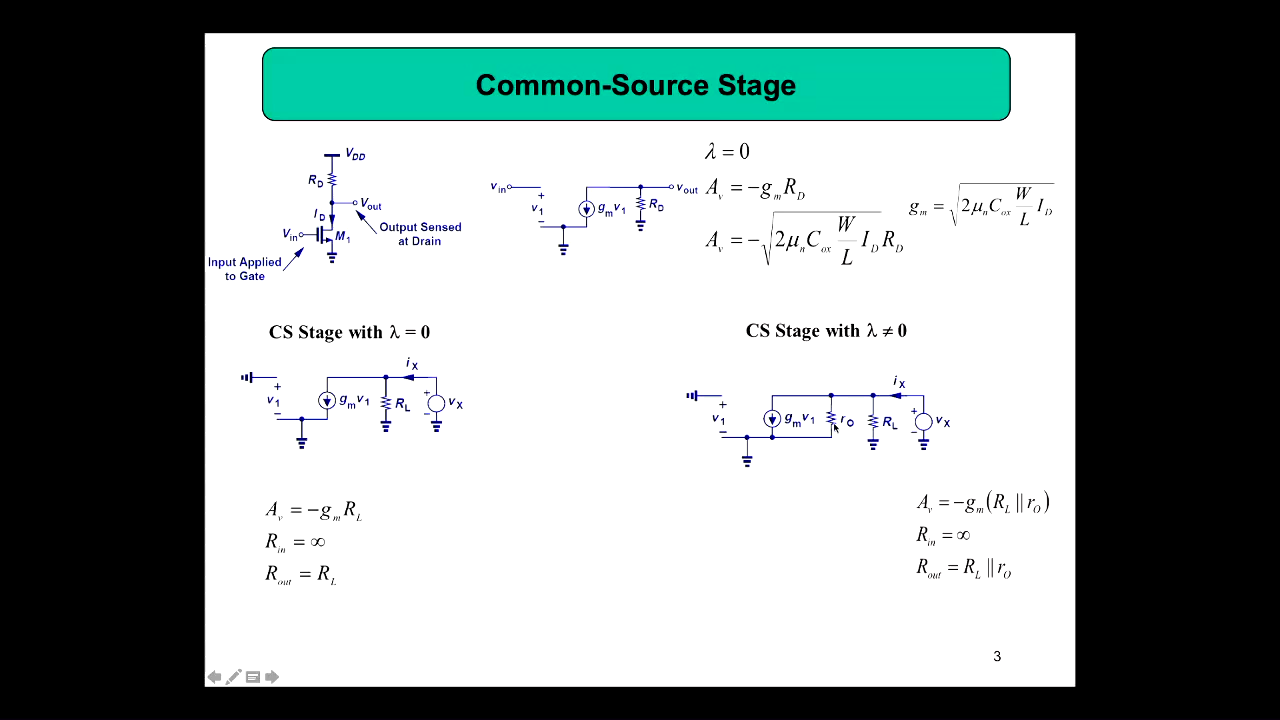 Common-Source Stage
V_DD
R_D
V_out
I_D
V_in
M_1
Output Sensed
at Drain
Input Applied
to Gate
v_in
+
v_1
−
g_m v_1
R_D
v_out
λ = 0
A_v = −g_m R_D
A_v = −√(2μ_n C_ox (W/L) I_D) R_D
g_m = √(2μ_n C_ox (W/L) I_D)
CS Stage with λ = 0
i_X
+
v_1
−
g_m v_1
R_L
+
−
v_X
A_v = −g_m R_L
R_in = ∞
R_out = R_L
CS Stage with λ ≠ 0
i_X
+
v_1
−
g_m v_1
r_O
R_L
+
−
v_X
A_v = −g_m (R_L || r_O)
R_in = ∞
R_out = R_L || r_O
3